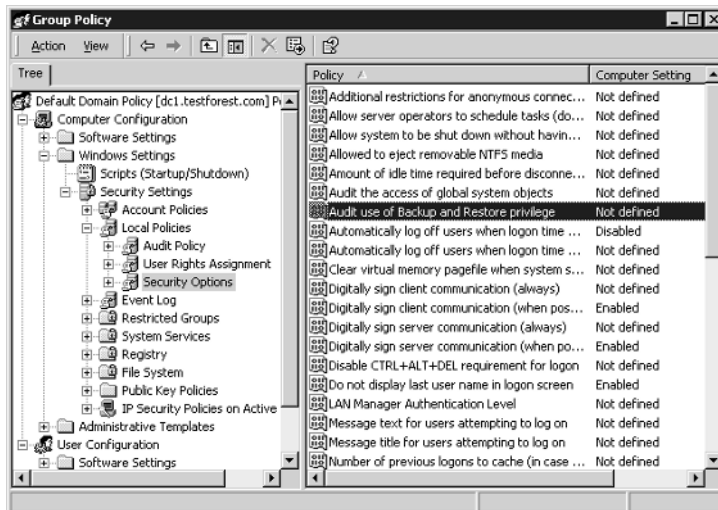 Group Policy
Action View
Tree
Default Domain Policy [dc1.testforest.com] P
Computer Configuration
Software Settings
Windows Settings
Scripts (Startup/Shutdown)
Security Settings
Account Policies
Local Policies
Audit Policy
User Rights Assignment
Security Options
Event Log
Restricted Groups
System Services
Registry
File System
Public Key Policies
IP Security Policies on Active
Administrative Templates
User Configuration
Software Settings
Policy Computer Setting
Additional restrictions for anonymous connec... Not defined
Allow server operators to schedule tasks (do... Not defined
Allow system to be shut down without havin... Not defined
Allowed to eject removable NTFS media Not defined
Amount of idle time required before disconne... Not defined
Audit the access of global system objects Not defined
Audit use of Backup and Restore privilege Not defined
Automatically log off users when logon time ... Disabled
Automatically log off users when logon time ... Not defined
Clear virtual memory pagefile when system s... Not defined
Digitally sign client communication (always) Not defined
Digitally sign client communication (when pos... Enabled
Digitally sign server communication (always) Not defined
Digitally sign server communication (when po... Enabled
Disable CTRL+ALT+DEL requirement for logon Not defined
Do not display last user name in logon screen Enabled
LAN Manager Authentication Level Not defined
Message text for users attempting to log on Not defined
Message title for users attempting to log on Not defined
Number of previous logons to cache (in case ... Not defined